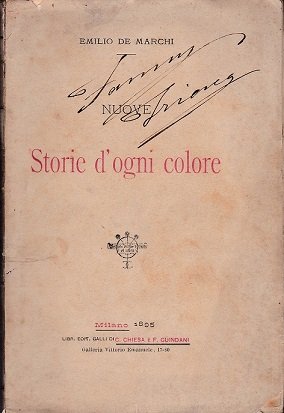 EMILIO DE MARCHI
NUOVE
Storie d'ogni colore
Milano 1895
LIBR. EDIT. GALLI DI C. CHIESA E F. GUINDANI
Galleria Vittorio Emanuele, 17-80